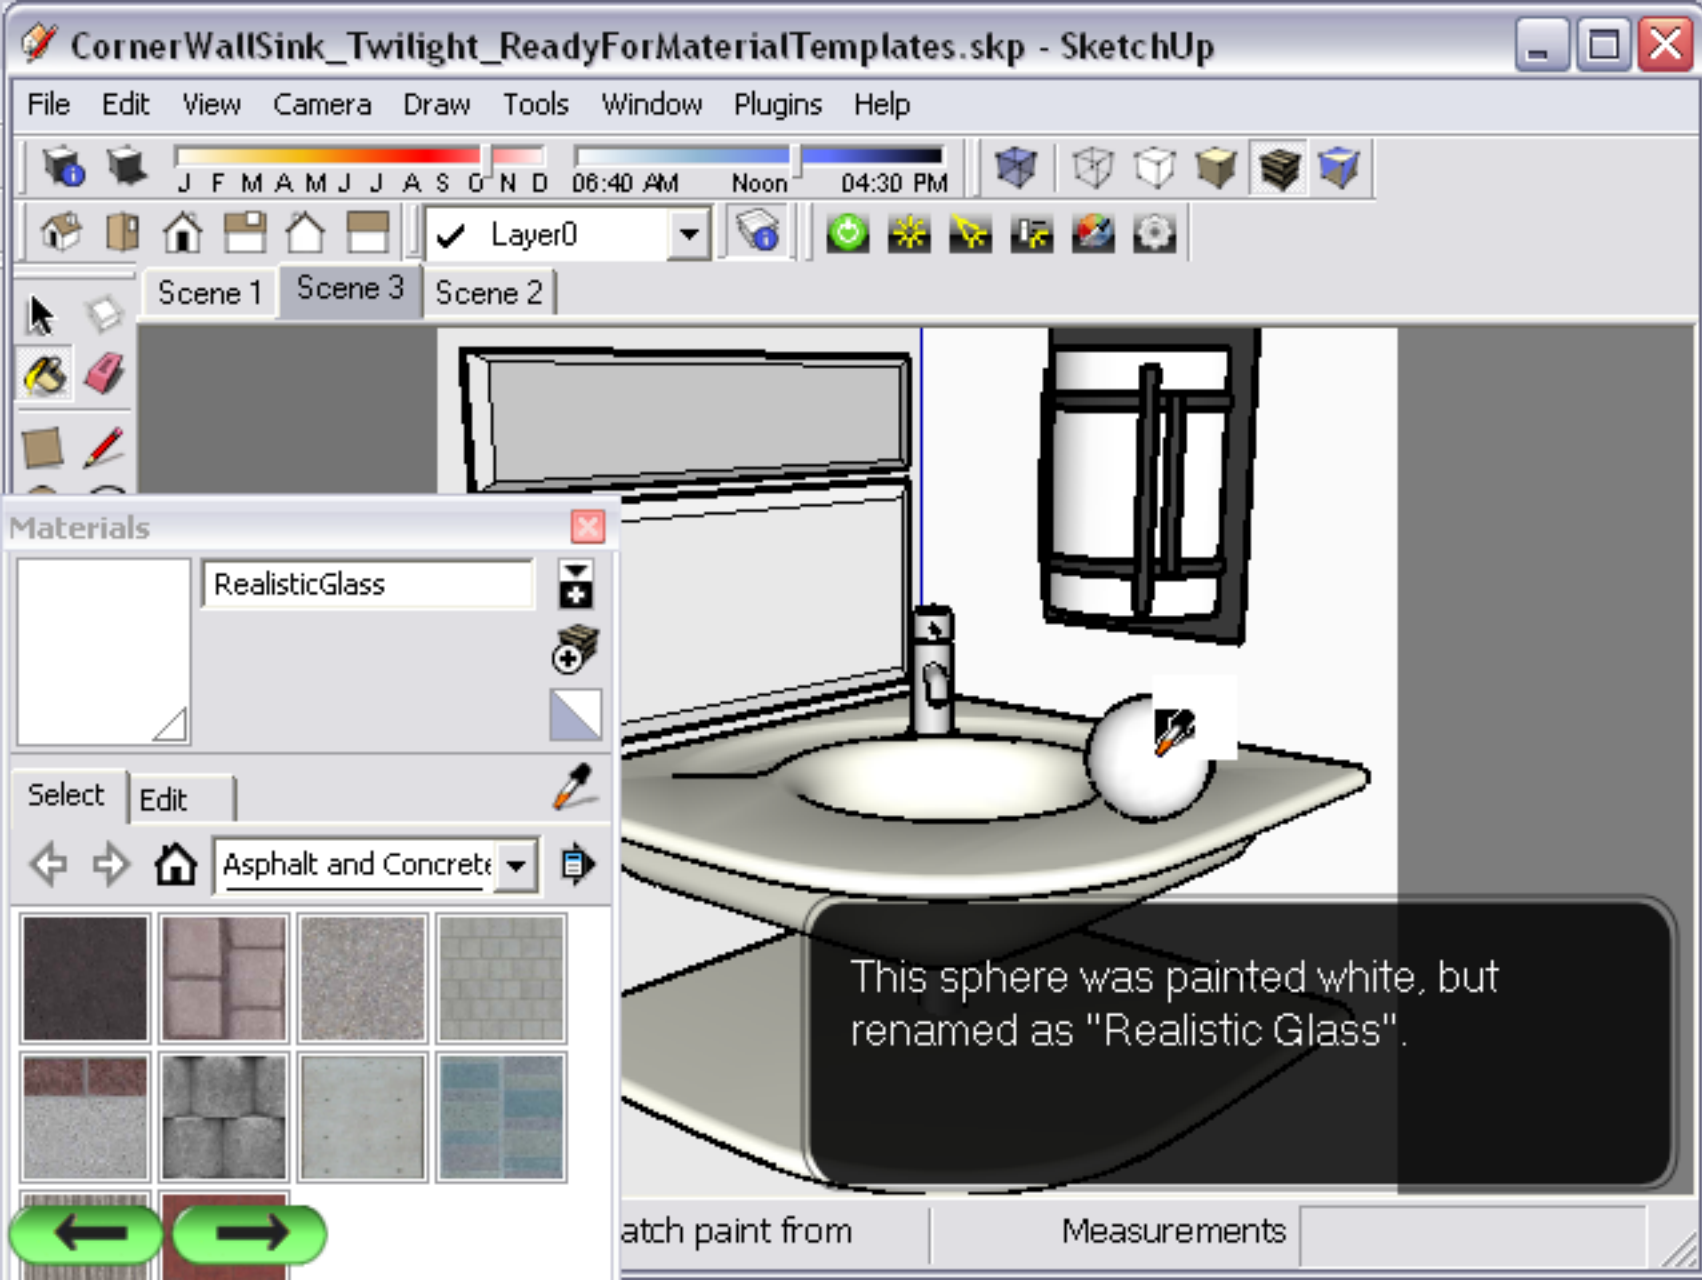 CornerWallSink_Twilight_ReadyForMaterialTemplates.skp - SketchUp
File Edit View Camera Draw Tools Window Plugins Help
J F M A M J J A S O N D 06:40 AM Noon 04:30 PM
Layer0
Scene 1 Scene 3 Scene 2
Materials
RealisticGlass
Select Edit
Asphalt and Concrete
This sphere was painted white, but
renamed as "Realistic Glass".
atch paint from Measurements